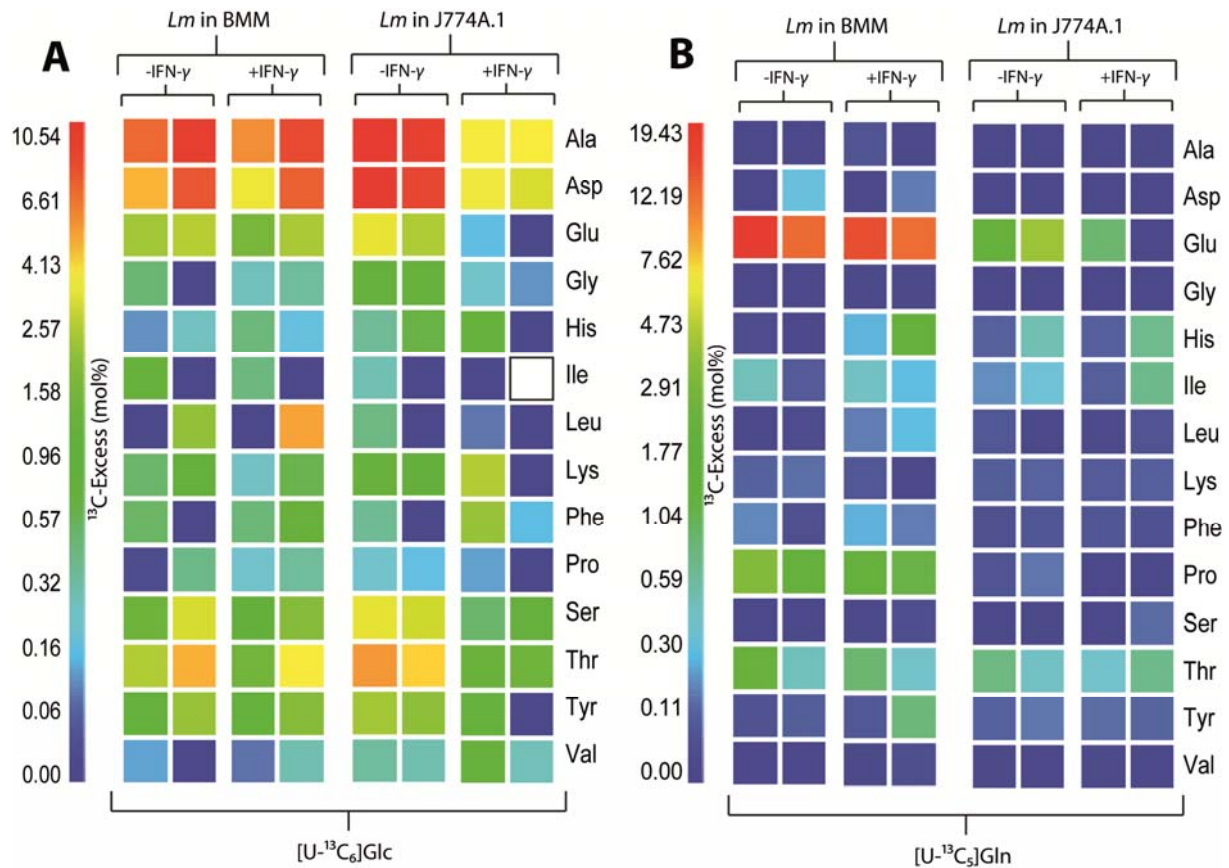 A
Lm in BMM
Lm in J774A.1
-IFN-γ
+IFN-γ
-IFN-γ
+IFN-γ
10.54
6.61
4.13
2.57
1.58
0.96
0.57
0.32
0.16
0.06
0.00
¹³C-Excess (mol%)
Ala
Asp
Glu
Gly
His
Ile
Leu
Lys
Phe
Pro
Ser
Thr
Tyr
Val
[U-¹³C₆]Glc
B
Lm in BMM
Lm in J774A.1
-IFN-γ
+IFN-γ
-IFN-γ
+IFN-γ
19.43
12.19
7.62
4.73
2.91
1.77
1.04
0.59
0.30
0.11
0.00
¹³C-Excess (mol%)
Ala
Asp
Glu
Gly
His
Ile
Leu
Lys
Phe
Pro
Ser
Thr
Tyr
Val
[U-¹³C₅]Gln